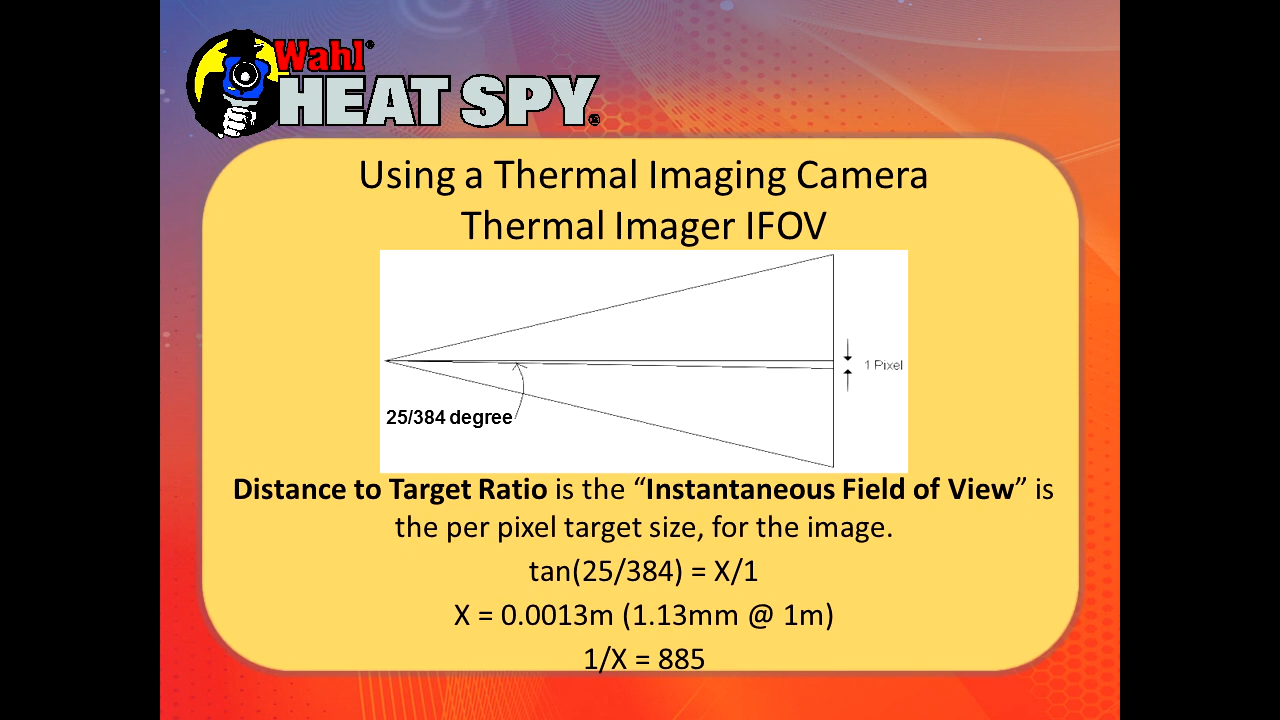 Wahl®
HEAT SPY®
Using a Thermal Imaging Camera
Thermal Imager IFOV
1 Pixel
25/384 degree
Distance to Target Ratio is the “Instantaneous Field of View” is
the per pixel target size, for the image.
tan(25/384) = X/1
X = 0.0013m (1.13mm @ 1m)
1/X = 885